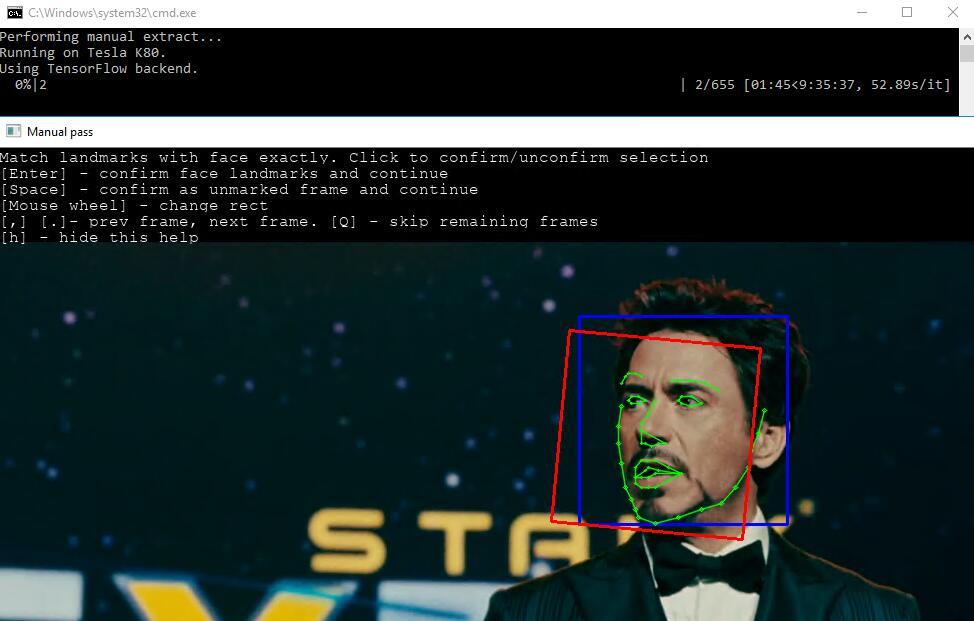 C:\Windows\system32\cmd.exe
Performing manual extract...
Running on Tesla K80.
Using TensorFlow backend.
0%|2 | 2/655 [01:45<9:35:37, 52.89s/it]
Manual pass
Match landmarks with face exactly. Click to confirm/unconfirm selection
[Enter] - confirm face landmarks and continue
[Space] - confirm as unmarked frame and continue
[Mouse wheel] - change rect
[,] [.]- prev frame, next frame. [Q] - skip remaining frames
[h] - hide this help
STA